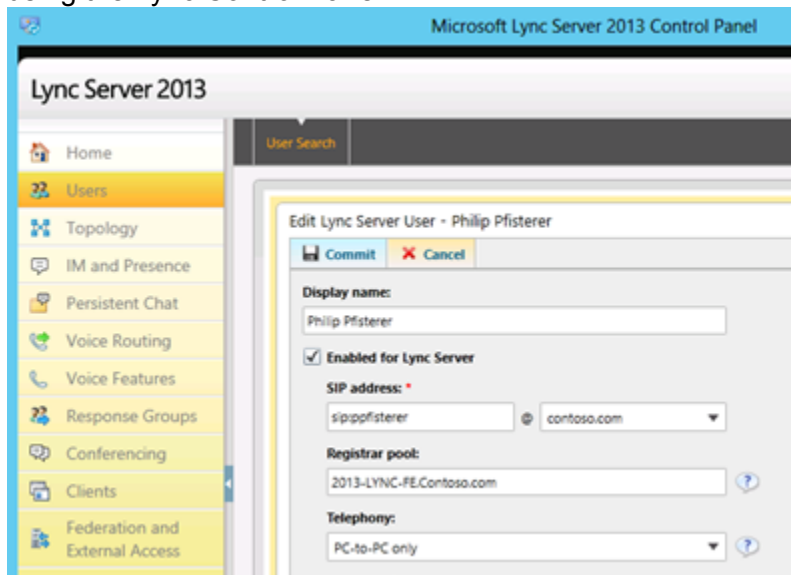 Microsoft Lync Server 2013 Control Panel
Lync Server 2013
Home
Users
Topology
IM and Presence
Persistent Chat
Voice Routing
Voice Features
Response Groups
Conferencing
Clients
Federation and
External Access
User Search
Edit Lync Server User - Philip Pfisterer
Commit
Cancel
Display name:
Philip Pfisterer
Enabled for Lync Server
SIP address: *
sip:ppfisterer @ contoso.com
Registrar pool:
2013-LYNC-FE.Contoso.com
Telephony:
PC-to-PC only